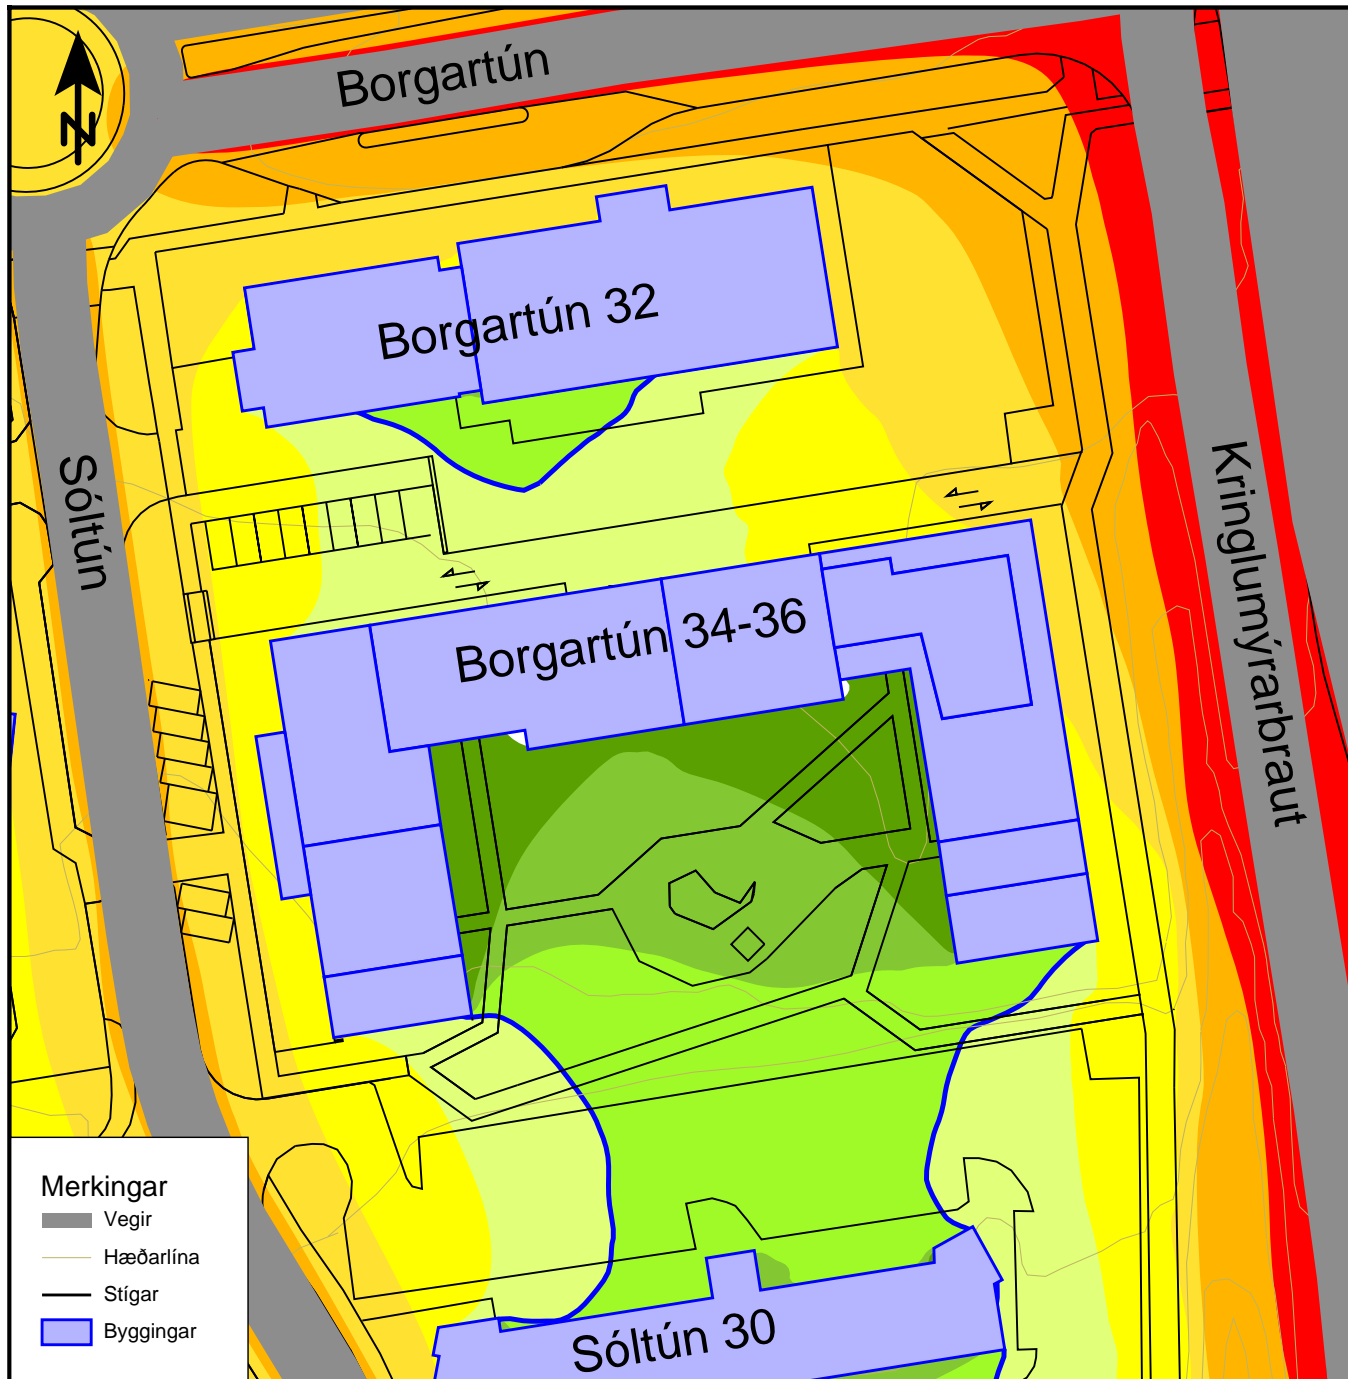 N
Borgartún
Borgartún 32
Sóltún
Kringlumýrarbraut
Borgartún 34-36
Merkingar
Vegir
Hæðarlína
Stígar
Byggingar
Sóltún 30